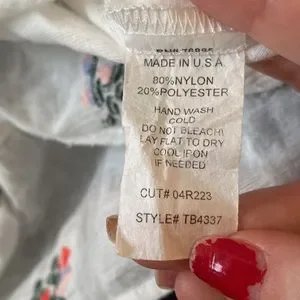 MADE IN U.S.A
80%NYLON
20%POLYESTER
HAND WASH
COLD
DO NOT BLEACH!
LAY FLAT TO DRY
COOL IRON
IF NEEDED
CUT# 04R223
STYLE# TB4337